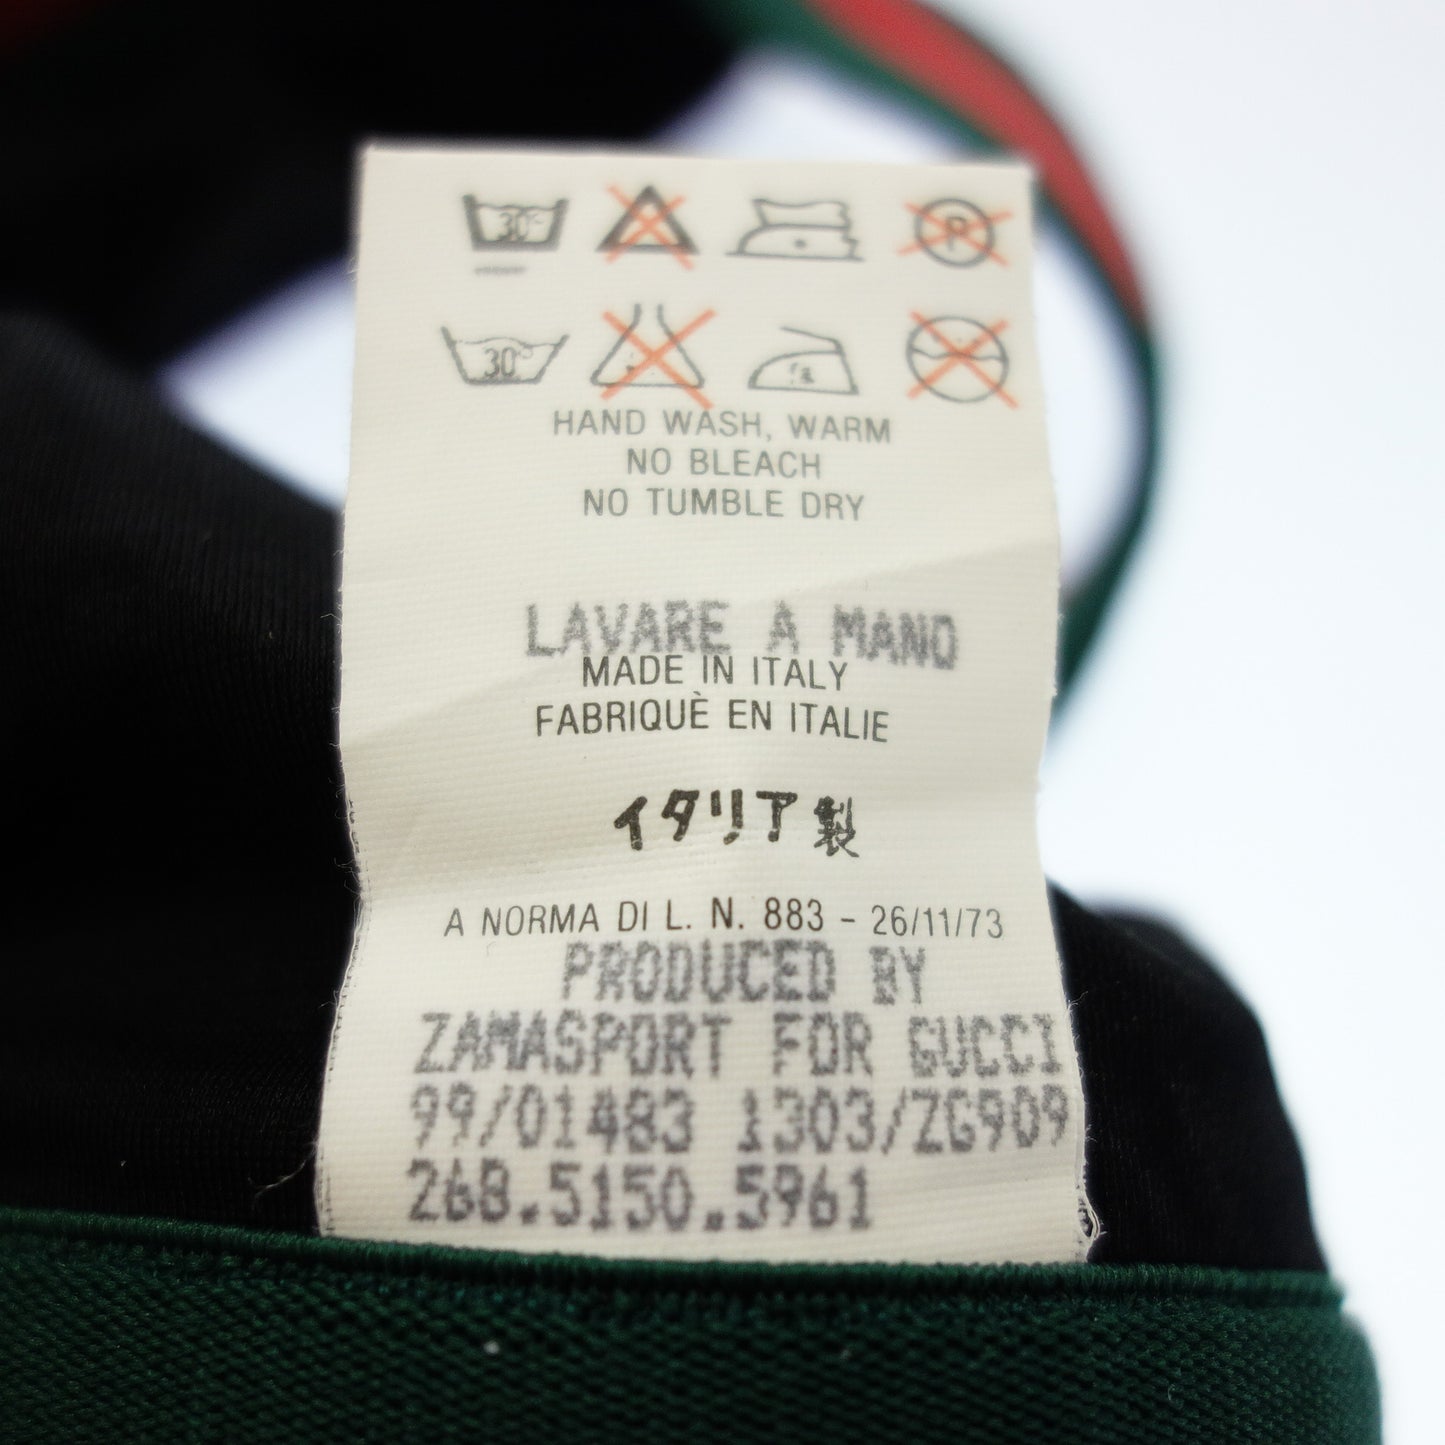 30° P
30°
HAND WASH, WARM
NO BLEACH
NO TUMBLE DRY
LAVARE A MANO
MADE IN ITALY
FABRIQUÈ EN ITALIE
イタリア製
A NORMA DI L. N. 883 - 26/11/73
PRODUCED BY
ZAMASPORT FOR GUCCI
99/01483 1303/ZG909
268.5150.5961